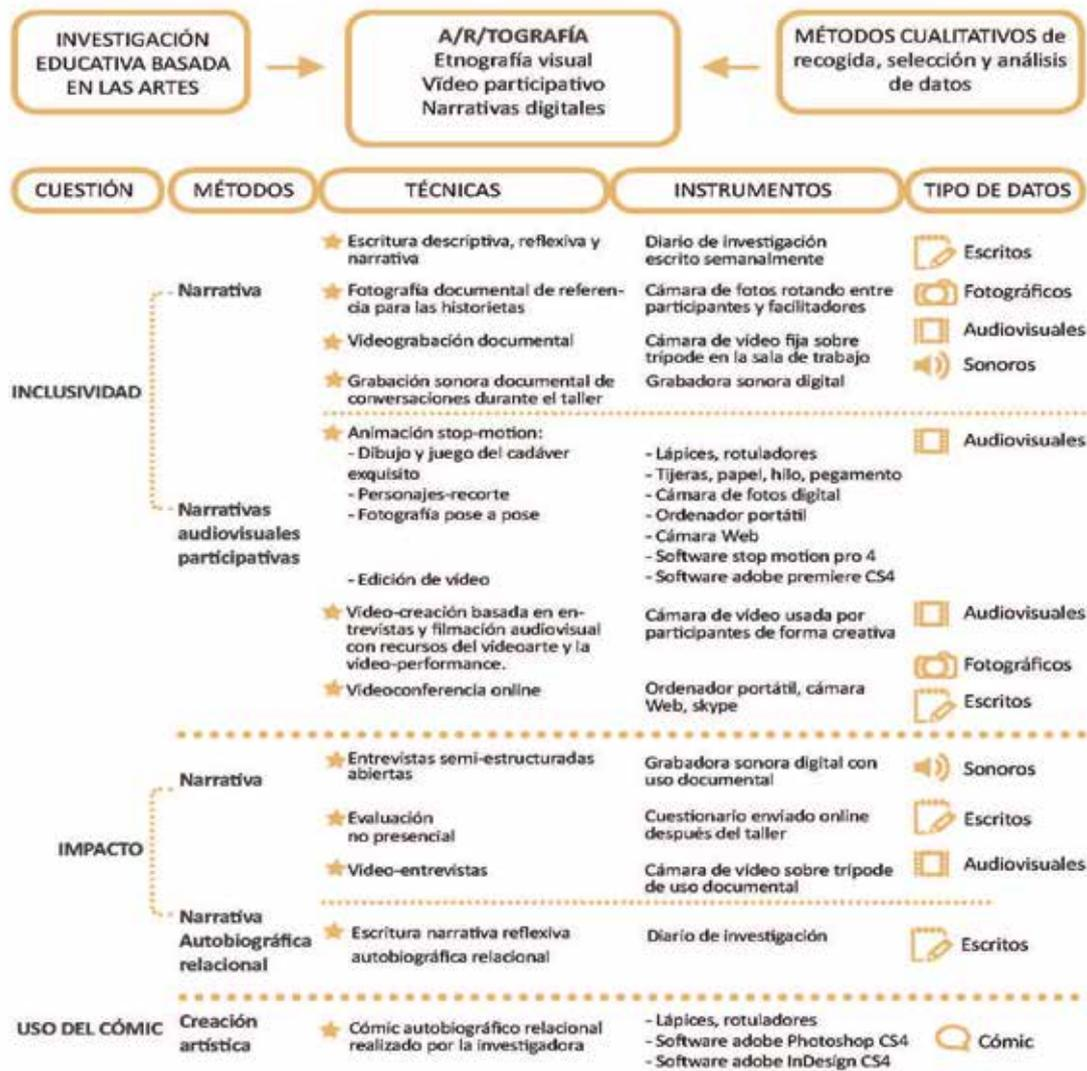 INVESTIGACIÓN
EDUCATIVA BASADA
EN LAS ARTES
A/R/TOGRAFÍA
Etnografía visual
Vídeo participativo
Narrativas digitales
MÉTODOS CUALITATIVOS de
recogida, selección y análisis
de datos
CUESTIÓN
MÉTODOS
TÉCNICAS
INSTRUMENTOS
TIPO DE DATOS
INCLUSIVIDAD
Narrativa
Escritura descriptiva, reflexiva y
narrativa
Diario de investigación
escrito semanalmente
Escritos
Fotografía documental de referen-
cia para las historietas
Cámara de fotos rotando entre
participantes y facilitadores
Fotográficos
Videograbación documental
Cámara de vídeo fija sobre
trípode en la sala de trabajo
Audiovisuales
Grabación sonora documental de
conversaciones durante el taller
Grabadora sonora digital
Sonoros
Narrativas
audiovisuales
participativas
Animación stop-motion:
- Dibujo y juego del cadáver
exquisito
- Personajes-recorte
- Fotografía pose a pose
- Edición de vídeo
- Lápices, rotuladores
- Tijeras, papel, hilo, pegamento
- Cámara de fotos digital
- Ordenador portátil
- Cámara Web
- Software stop motion pro 4
- Software adobe premiere CS4
Audiovisuales
Vídeo-creación basada en en-
trevistas y filmación audiovisual
con recursos del videoarte y la
video-performance.
Cámara de vídeo usada por
participantes de forma creativa
Audiovisuales
Fotográficos
Videoconferencia online
Ordenador portátil, cámara
Web, skype
Escritos
IMPACTO
Narrativa
Entrevistas semi-estructuradas
abiertas
Grabadora sonora digital con
uso documental
Sonoros
Evaluación
no presencial
Cuestionario enviado online
después del taller
Escritos
Vídeo-entrevistas
Cámara de vídeo sobre trípode
de uso documental
Audiovisuales
Narrativa
Autobiográfica
relacional
Escritura narrativa reflexiva
autobiográfica relacional
Diario de investigación
Escritos
USO DEL CÓMIC
Creación
artística
Cómic autobiográfico relacional
realizado por la investigadora
- Lápices, rotuladores
- Software adobe Photoshop CS4
- Software adobe InDesign CS4
Cómic